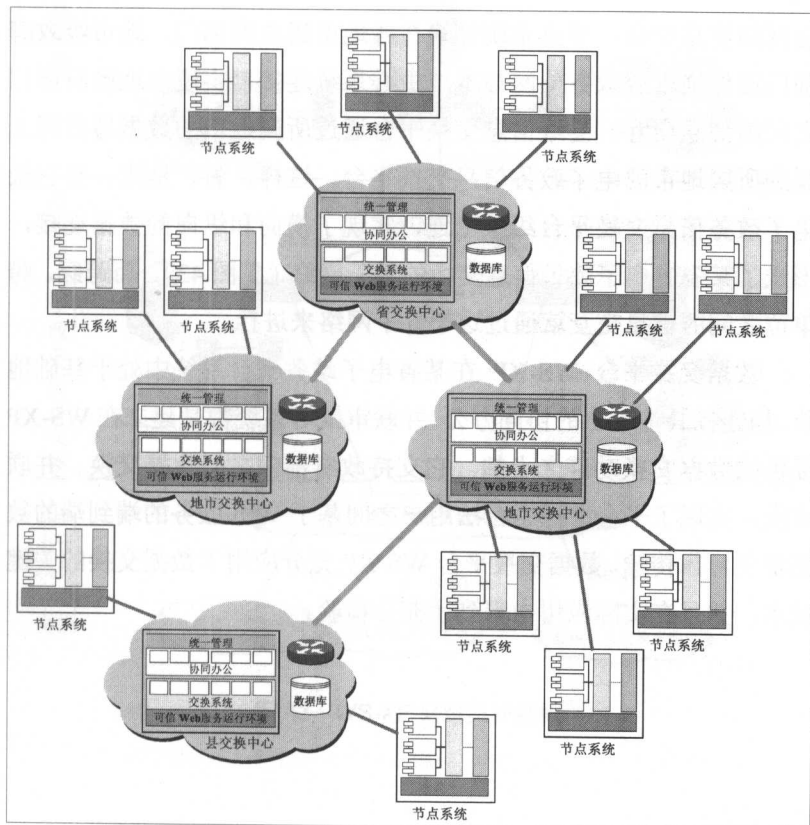 节点系统
节点系统
节点系统
统一管理
协同办公
交换系统
可信 Web服务运行环境
数据库
省交换中心
节点系统
节点系统
节点系统
节点系统
统一管理
协同办公
交换系统
可信 Web服务运行环境
数据库
地市交换中心
统一管理
协同办公
交换系统
可信 Web服务运行环境
数据库
地市交换中心
节点系统
节点系统
节点系统
节点系统
统一管理
协同办公
交换系统
可信 Web服务运行环境
数据库
县交换中心
节点系统